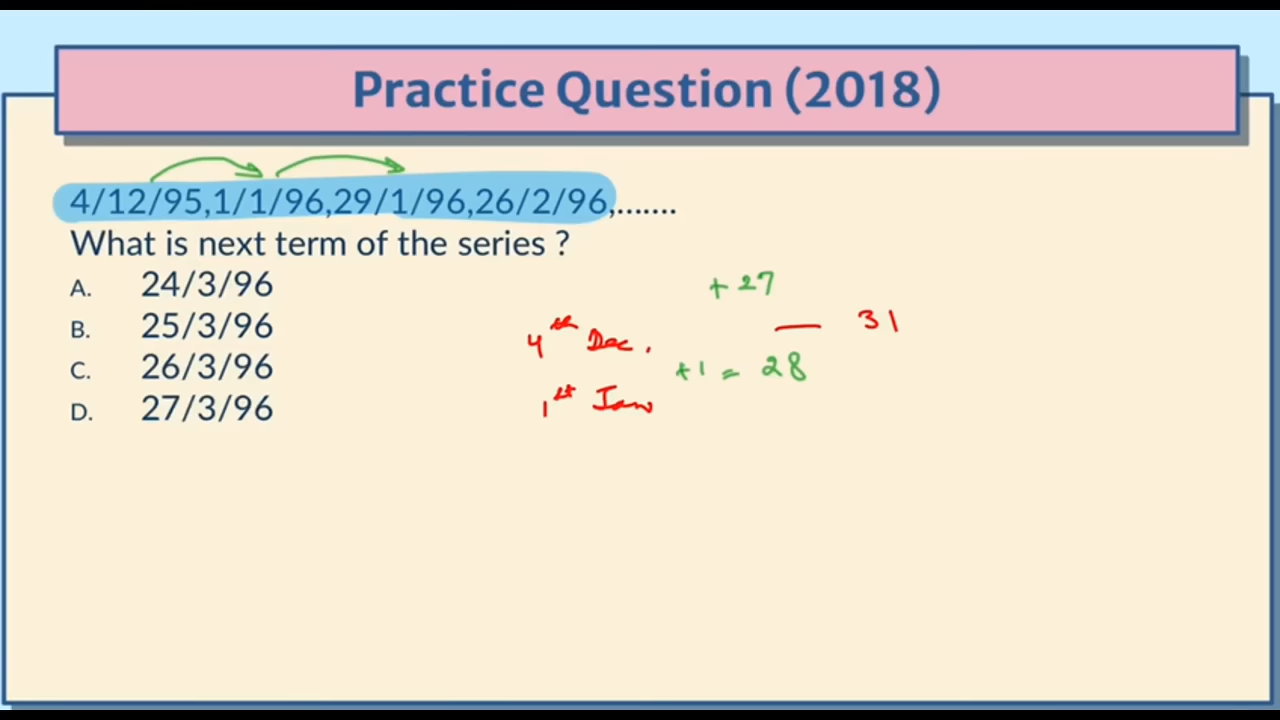 Practice Question (2018)
4/12/95,1/1/96,29/1/96,26/2/96,.......
What is next term of the series ?
A. 24/3/96
B. 25/3/96
C. 26/3/96
D. 27/3/96
+27
4th Dec. — 31
+1 = 28
1st Jan